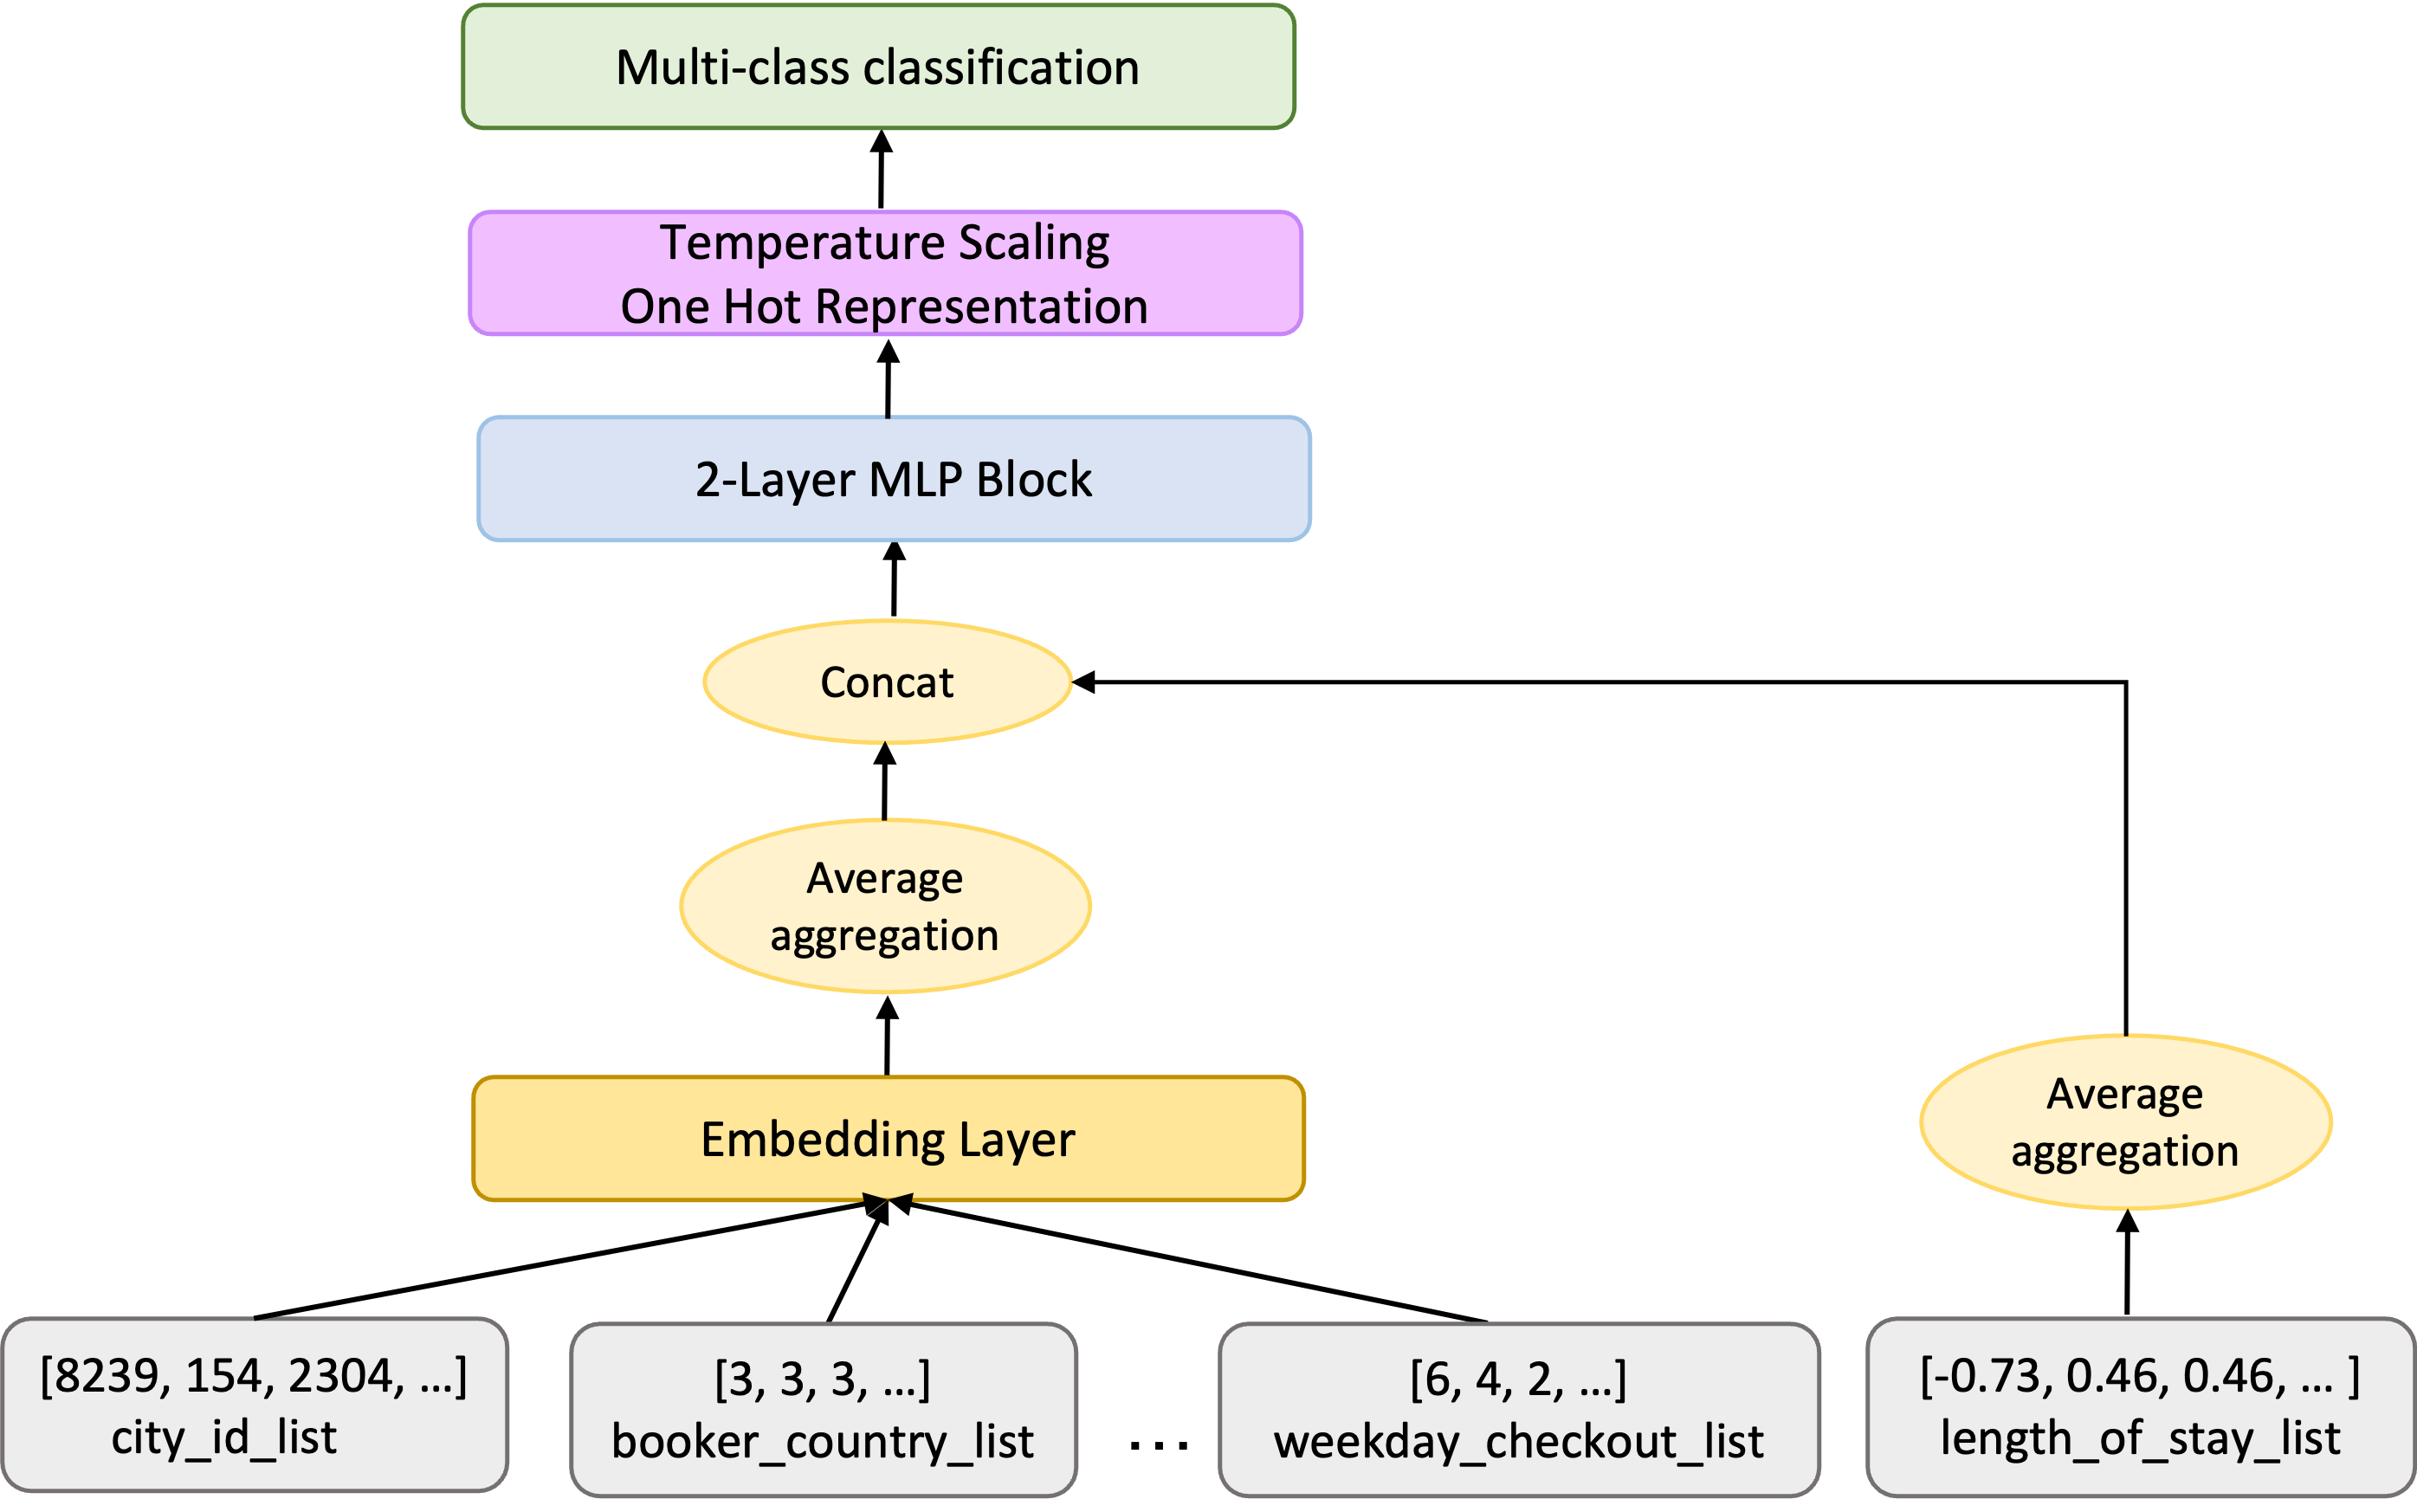 Multi-class classification
Temperature Scaling
One Hot Representation
2-Layer MLP Block
Concat
Average
aggregation
Embedding Layer
Average
aggregation
[8239, 154, 2304, ...]
city_id_list
[3, 3, 3, ...]
booker_country_list
...
[6, 4, 2, ...]
weekday_checkout_list
[-0.73, 0.46, 0.46, ... ]
length_of_stay_list